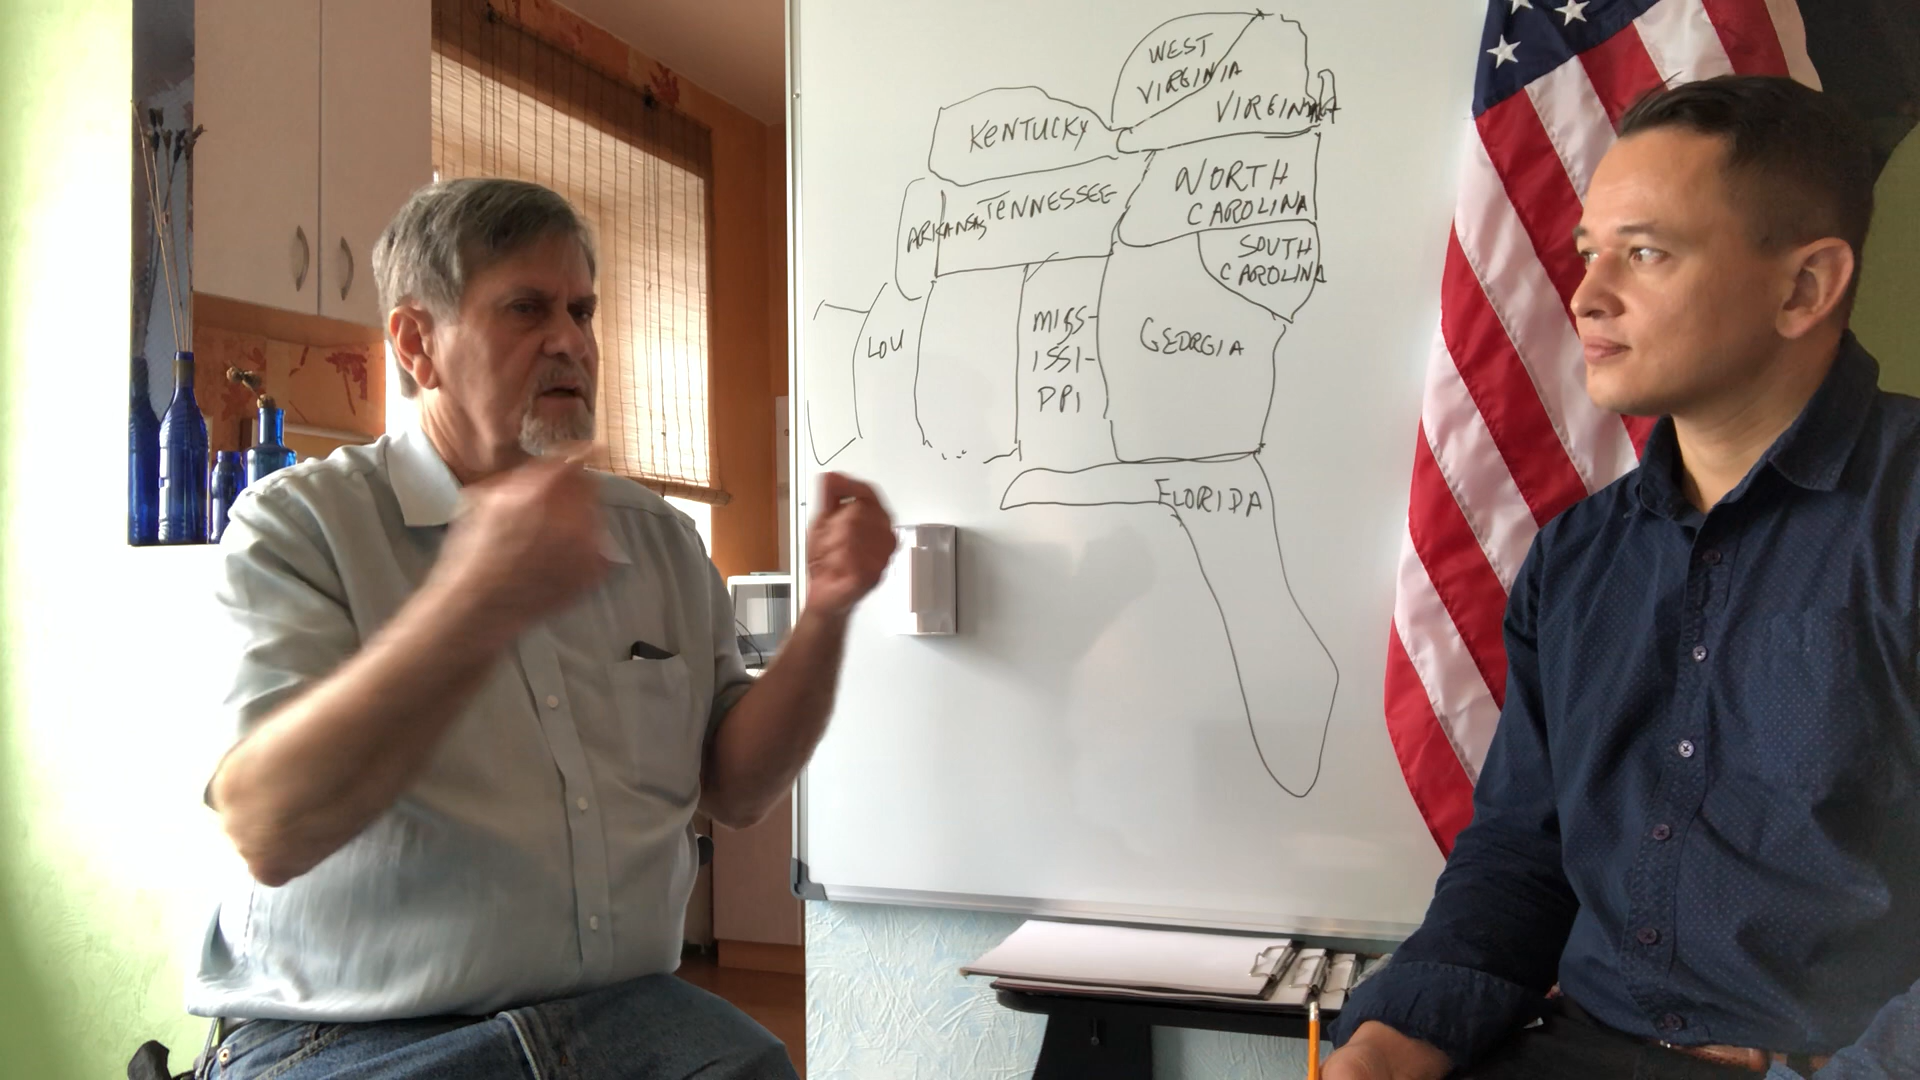 WEST
VIRGINIA
VIRGINIA
KENTUCKY
NORTH
CAROLINA
TENNESSEE
ARKANSAS
SOUTH
CAROLINA
LOU
MISS-
ISSI-
PPI
GEORGIA
FLORIDA